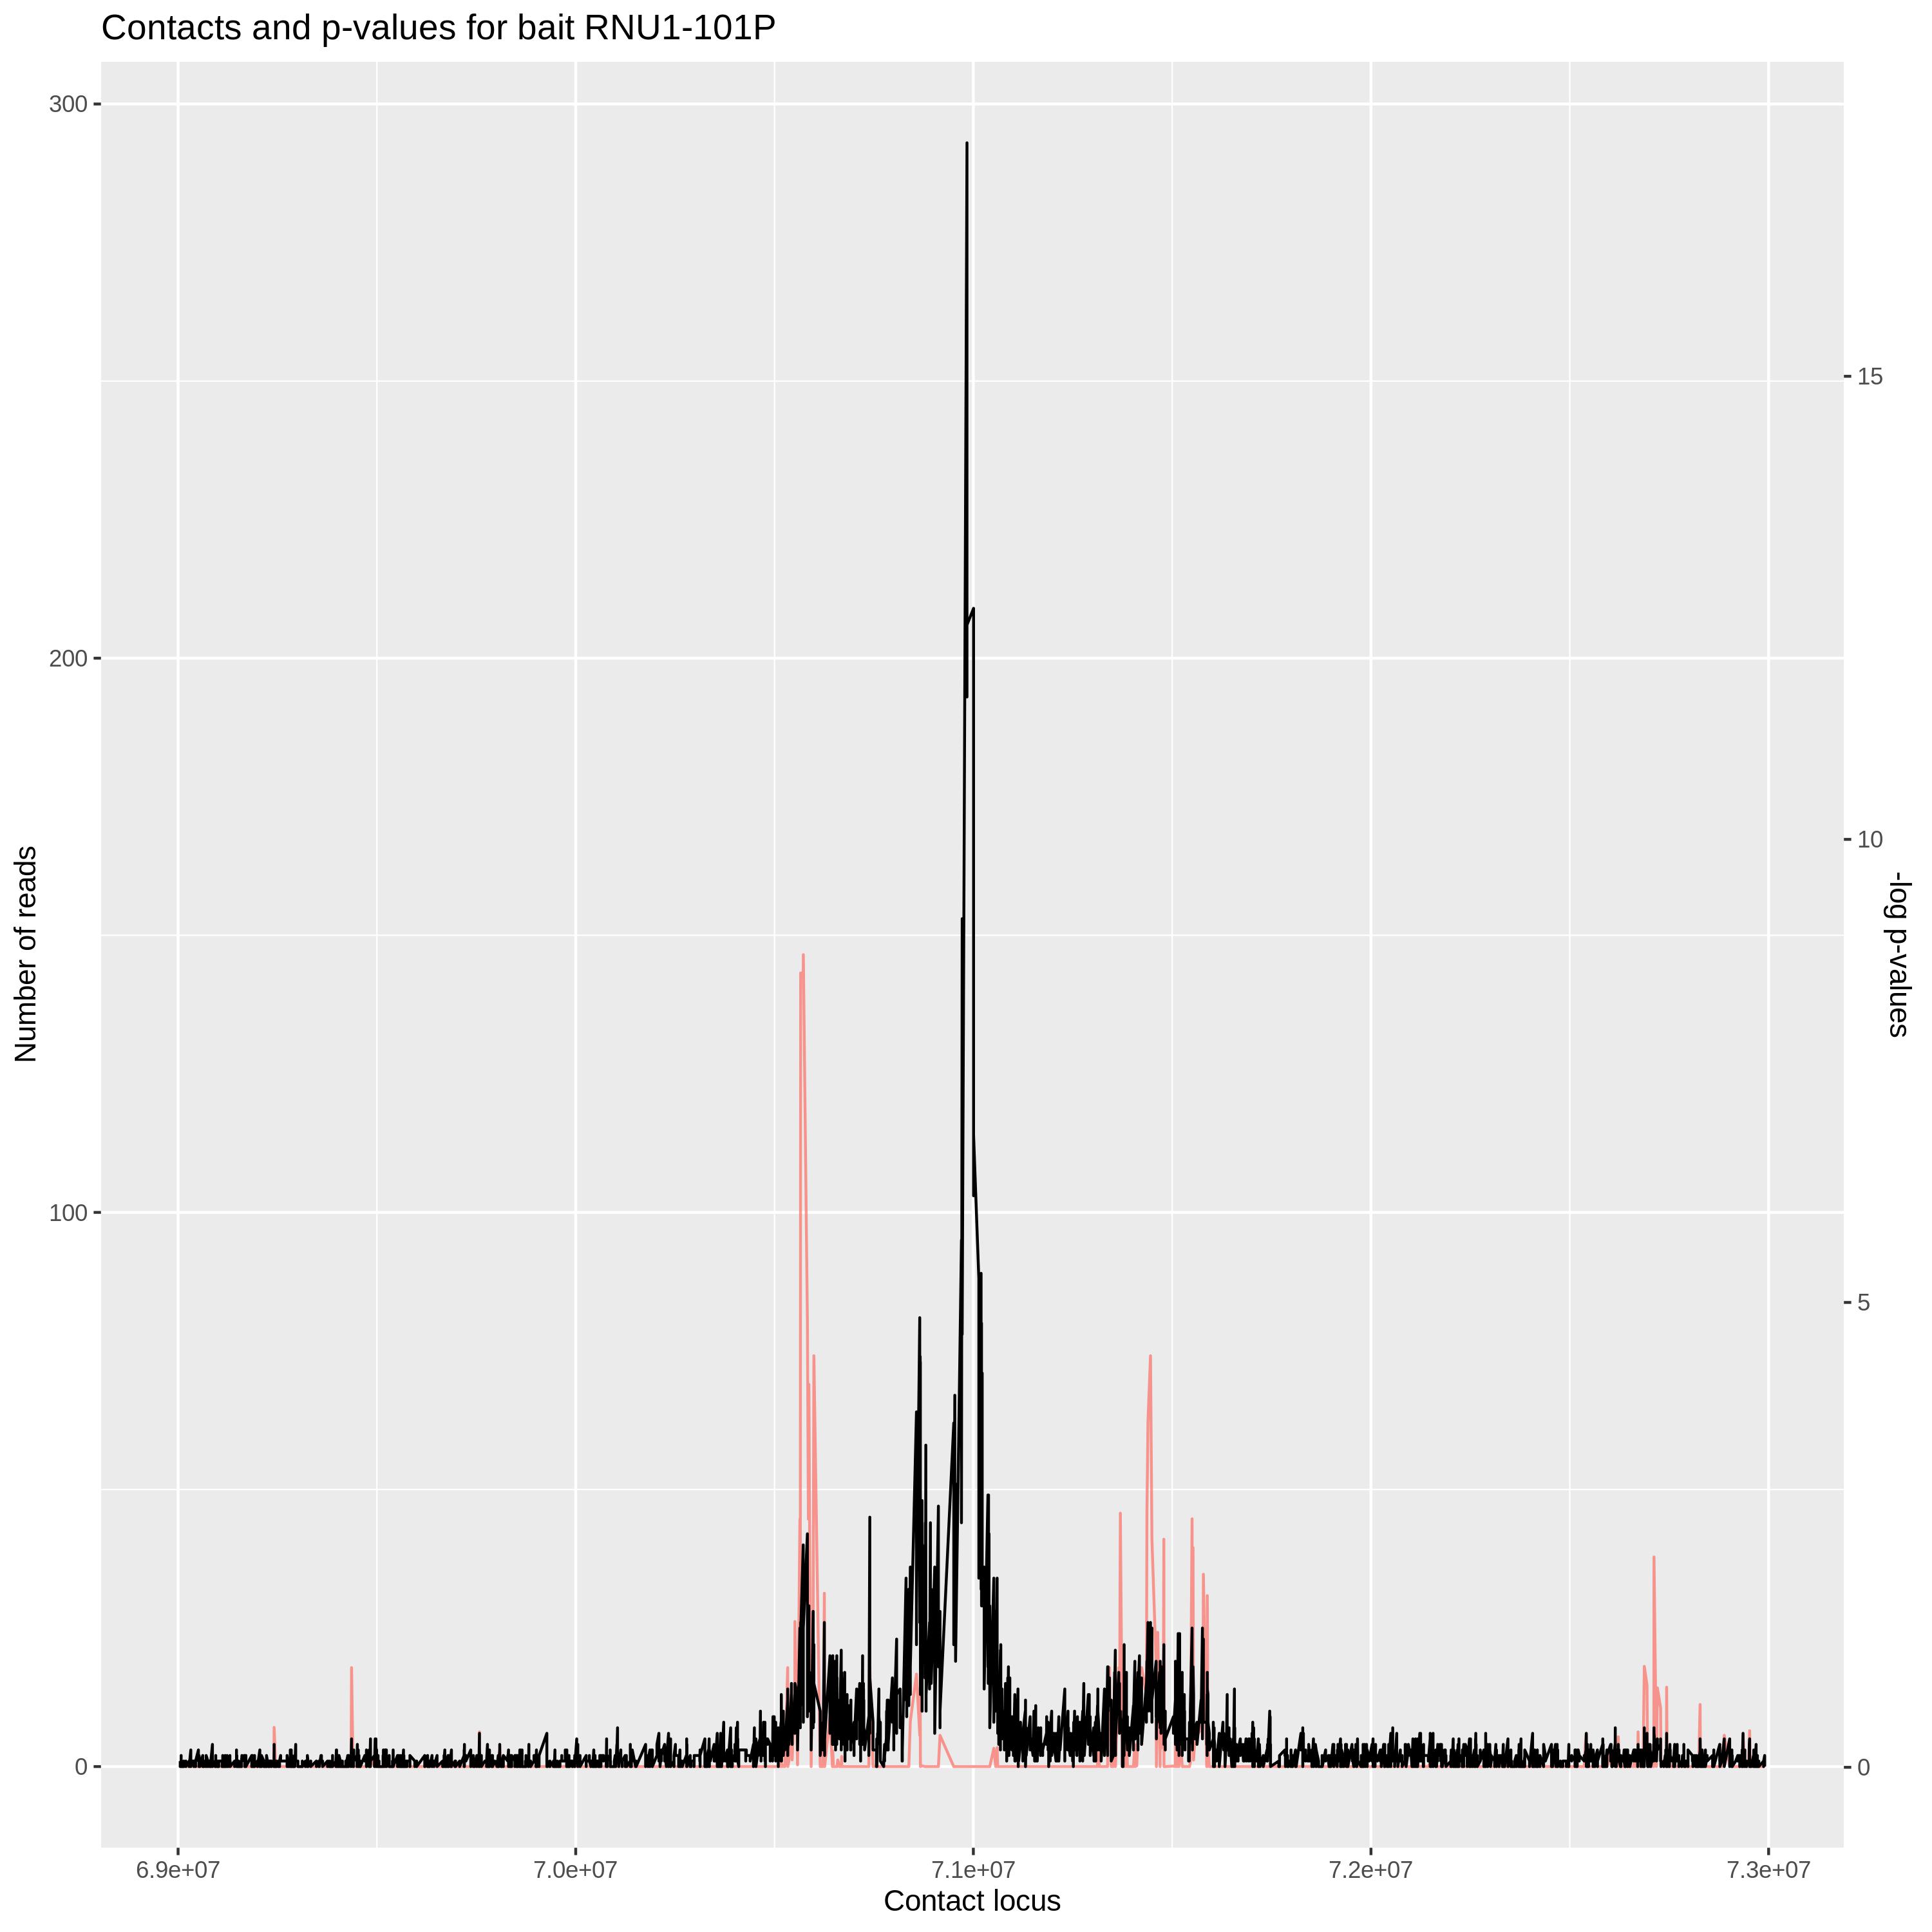 Contacts and p-values for bait RNU1-101P
300
200
100
0
Number of reads
15
10
5
0
-log p-values
6.9e+07
7.0e+07
7.1e+07
7.2e+07
7.3e+07
Contact locus